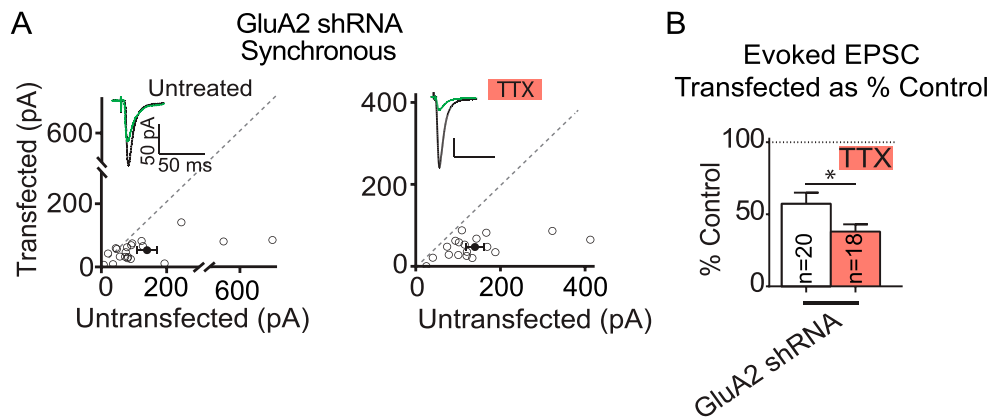 A
GluA2 shRNA
Synchronous
Untreated
TTX
Transfected (pA)
600
200
0
50 pA
50 ms
0
200
600
Untransfected (pA)
400
200
0
0
200
400
Untransfected (pA)
B
Evoked EPSC
Transfected as % Control
% Control
100
50
0
TTX
*
n=20
n=18
GluA2 shRNA